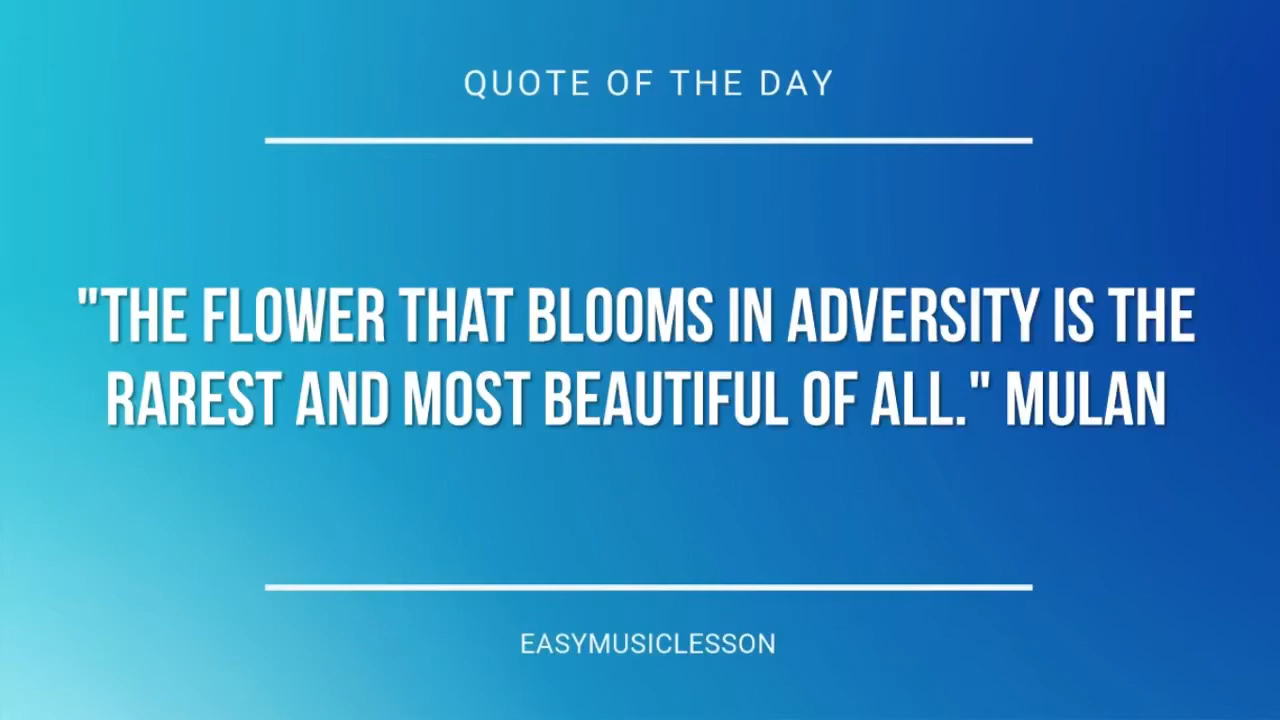 QUOTE OF THE DAY
"THE FLOWER THAT BLOOMS IN ADVERSITY IS THE
RAREST AND MOST BEAUTIFUL OF ALL." MULAN
EASYMUSICLESSON